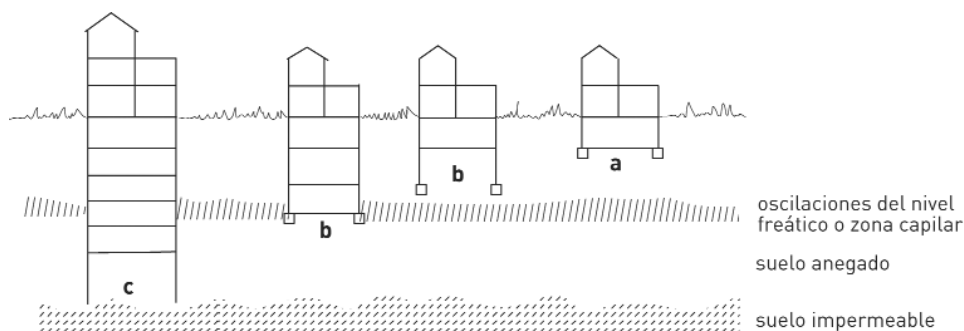 a
b
b
c
oscilaciones del nivel
freático o zona capilar
suelo anegado
suelo impermeable